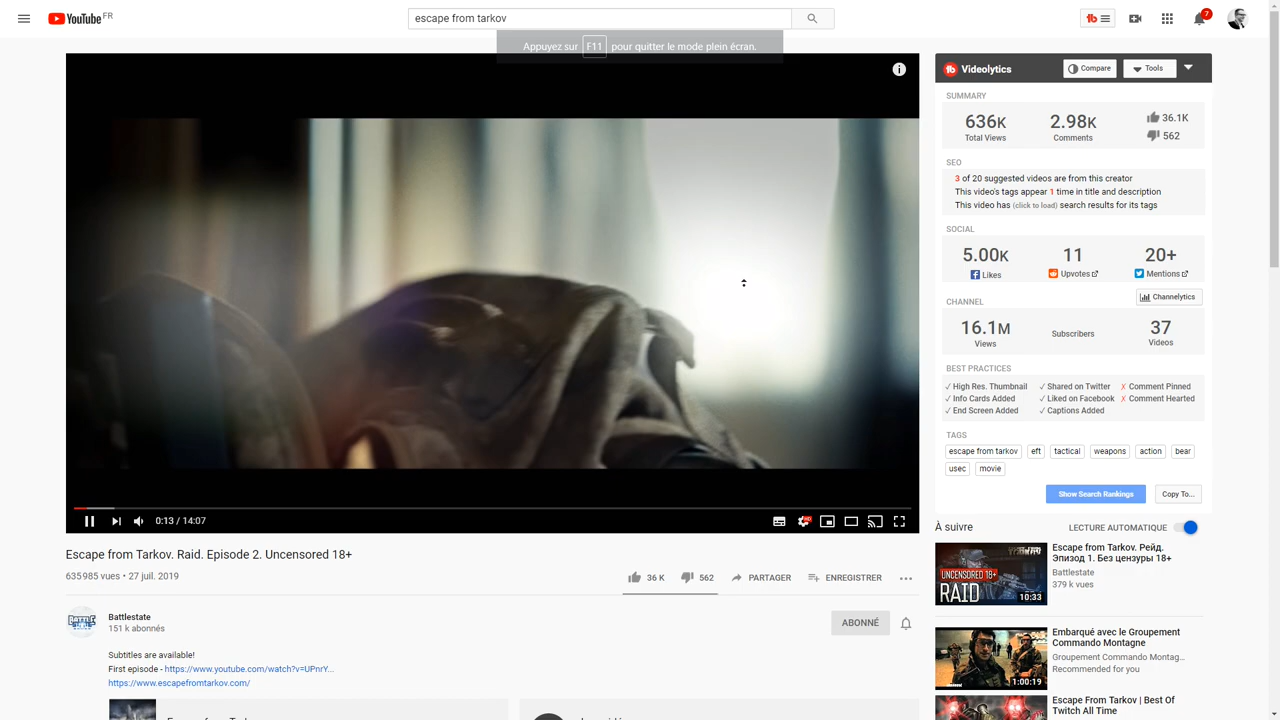 YouTube FR
escape from tarkov
7
Appuyez sur F11 pour quitter le mode plein écran.
0:13 / 14:07
HD
Escape from Tarkov. Raid. Episode 2. Uncensored 18+
635 985 vues • 27 juil. 2019
36 K
562
PARTAGER
ENREGISTRER
Battlestate
151 k abonnés
ABONNÉ
Subtitles are available!
First episode - https://www.youtube.com/watch?v=UPnrY...
https://www.escapefromtarkov.com/
Videolytics
Compare
Tools
SUMMARY
636K
2.98K
36.1K
Total Views
Comments
562
SEO
3 of 20 suggested videos are from this creator
This video's tags appear 1 time in title and description
This video has (click to load) search results for its tags
SOCIAL
5.00K
11
20+
Likes
Upvotes
Mentions
CHANNEL
Channelytics
16.1M
Subscribers
37
Views
Videos
BEST PRACTICES
✓ High Res. Thumbnail
✓ Shared on Twitter
✗ Comment Pinned
✓ Info Cards Added
✓ Liked on Facebook
✗ Comment Hearted
✓ End Screen Added
✓ Captions Added
TAGS
escape from tarkov
eft
tactical
weapons
action
bear
usec
movie
Show Search Rankings
Copy To...
À suivre
LECTURE AUTOMATIQUE
UNCENSORED 18+
RAID
10:33
Escape from Tarkov. Рейд.
Эпизод 1. Без цензуры 18+
Battlestate
379 k vues
1:00:19
Embarqué avec le Groupement
Commando Montagne
Groupement Commando Montag...
Recommended for you
Escape From Tarkov | Best Of
Twitch All Time